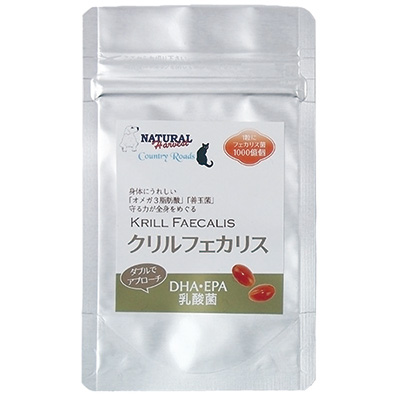 NATURAL
Harvest
Country Roads
1粒に
フェカリス菌
1000億個
身体にうれしい
「オメガ3脂肪酸」「善玉菌」
守る力が全身をめぐる
KRILL FAECALIS
クリルフェカリス
ダブルで
アプローチ
DHA・EPA
乳酸菌